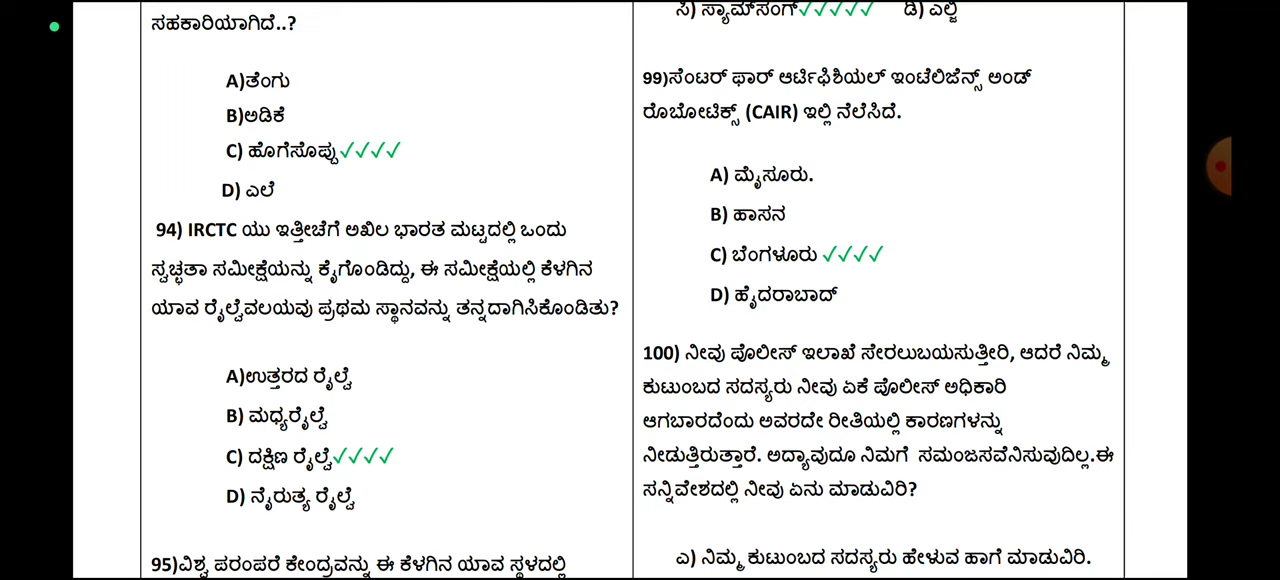 ಸಹಕಾರಿಯಾಗಿದೆ..?
A)ತೆಂಗು
B)ಅಡಿಕೆ
C) ಹೊಗೆಸೊಪ್ಪು✓✓✓✓
D) ಎಲೆ
94) IRCTC ಯು ಇತ್ತೀಚೆಗೆ ಅಖಿಲ ಭಾರತ ಮಟ್ಟದಲ್ಲಿ ಒಂದು
ಸ್ವಚ್ಛತಾ ಸಮೀಕ್ಷೆಯನ್ನು ಕೈಗೊಂಡಿದ್ದು, ಈ ಸಮೀಕ್ಷೆಯಲ್ಲಿ ಕೆಳಗಿನ
ಯಾವ ರೈಲ್ವೆವಲಯವು ಪ್ರಥಮ ಸ್ಥಾನವನ್ನು ತನ್ನದಾಗಿಸಿಕೊಂಡಿತು?
A)ಉತ್ತರದ ರೈಲ್ವೆ
B) ಮಧ್ಯರೈಲ್ವೆ
C) ದಕ್ಷಿಣ ರೈಲ್ವೆ✓✓✓✓
D) ನೈರುತ್ಯ ರೈಲ್ವೆ
95)ವಿಶ್ವ ಪರಂಪರೆ ಕೇಂದ್ರವನ್ನು ಈ ಕೆಳಗಿನ ಯಾವ ಸ್ಥಳದಲ್ಲಿ
ಸಿ) ಸ್ಯಾಮ್‌ಸಂಗ್✓✓✓✓✓ ಡಿ) ಎಲ್ಜಿ
99)ಸೆಂಟರ್ ಫಾರ್ ಆರ್ಟಿಫಿಶಿಯಲ್ ಇಂಟೆಲಿಜೆನ್ಸ್ ಅಂಡ್
ರೊಬೋಟಿಕ್ಸ್ (CAIR) ಇಲ್ಲಿ ನೆಲೆಸಿದೆ.
A) ಮೈಸೂರು.
B) ಹಾಸನ
C) ಬೆಂಗಳೂರು ✓✓✓✓
D) ಹೈದರಾಬಾದ್
100) ನೀವು ಪೊಲೀಸ್ ಇಲಾಖೆ ಸೇರಲುಬಯಸುತ್ತೀರಿ, ಆದರೆ ನಿಮ್ಮ
ಕುಟುಂಬದ ಸದಸ್ಯರು ನೀವು ಏಕೆ ಪೊಲೀಸ್ ಅಧಿಕಾರಿ
ಆಗಬಾರದೆಂದು ಅವರದೇ ರೀತಿಯಲ್ಲಿ ಕಾರಣಗಳನ್ನು
ನೀಡುತ್ತಿರುತ್ತಾರೆ. ಅದ್ಯಾವುದೂ ನಿಮಗೆ ಸಮಂಜಸವೆನಿಸುವುದಿಲ್ಲ.ಈ
ಸನ್ನಿವೇಶದಲ್ಲಿ ನೀವು ಏನು ಮಾಡುವಿರಿ?
ಎ) ನಿಮ್ಮ ಕುಟುಂಬದ ಸದಸ್ಯರು ಹೇಳುವ ಹಾಗೆ ಮಾಡುವಿರಿ.